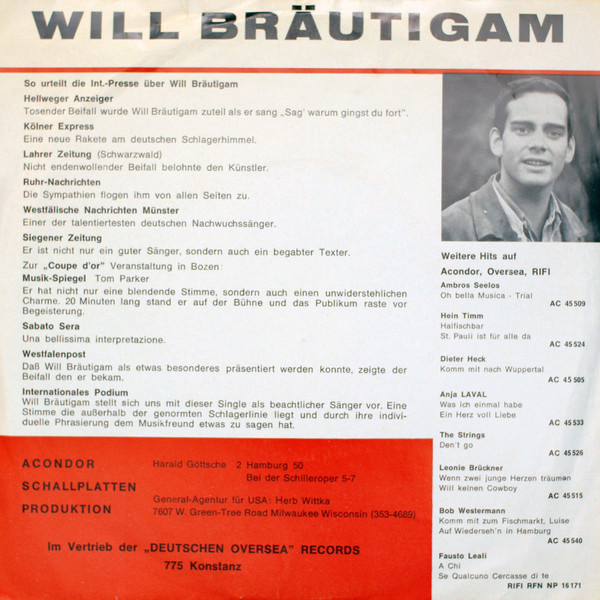 WILL BRÄUTIGAM
So urteilt die Int.-Presse über Will Bräutigam
Hellweger Anzeiger
Tosender Beifall wurde Will Bräutigam zuteil als er sang „Sag' warum gingst du fort".
Kölner Express
Eine neue Rakete am deutschen Schlagerhimmel.
Lahrer Zeitung (Schwarzwald)
Nicht endenwollender Beifall belohnte den Künstler.
Ruhr-Nachrichten
Die Sympathien flogen ihm von allen Seiten zu.
Westfälische Nachrichten Münster
Einer der talentiertesten deutschen Nachwuchssänger.
Siegener Zeitung
Er ist nicht nur ein guter Sänger, sondern auch ein begabter Texter.
Zur „Coupe d'or" Veranstaltung in Bozen:
Musik-Spiegel Tom Parker
Er hat nicht nur eine blendende Stimme, sondern auch einen unwiderstehlichen
Charme. 20 Minuten lang stand er auf der Bühne und das Publikum raste vor
Begeisterung.
Sabato Sera
Una bellissima interpretazione.
Westfalenpost
Daß Will Bräutigam als etwas besonderes präsentiert werden konnte, zeigte der
Beifall den er bekam.
Internationales Podium
Will Bräutigam stellt sich uns mit dieser Single als beachtlicher Sänger vor. Eine
Stimme die außerhalb der genormten Schlagerlinie liegt und durch ihre indivi-
duelle Phrasierung dem Musikfreund etwas zu sagen hat.
ACONDOR
SCHALLPLATTEN
PRODUKTION
Harald Göttsche 2 Hamburg 50
Bei der Schilleroper 5-7
General-Agentur für USA: Herb Wittka
7607 W. Green-Tree Road Milwaukee Wisconsin (353-4689)
Im Vertrieb der „DEUTSCHEN OVERSEA" RECORDS
775 Konstanz
Weitere Hits auf
Acondor, Oversea, RIFI
Ambros Seelos
Oh bella Musica - Trial
AC 45 509
Hein Timm
Haifischbar
St. Pauli ist für alle da
AC 45 524
Dieter Heck
Komm mit nach Wuppertal
AC 45 505
Anja LAVAL
Was ich einmal habe
Ein Herz voll Liebe
AC 45 533
The Strings
Den't go
AC 45 526
Leonie Brückner
Wenn zwei junge Herzen träumen
Will keinen Cowboy
AC 45 515
Bob Westermann
Komm mit zum Fischmarkt, Luise
Auf Wiederseh'n in Hamburg
AC 45 540
Fausto Leali
A Chi
Se Qualcuno Cercasse di te
RIFI RFN NP 16 171